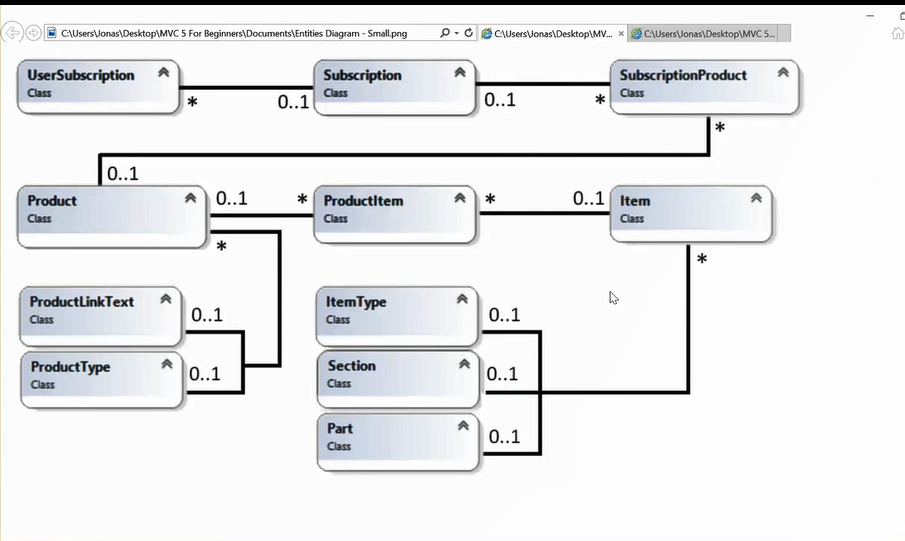 C:\Users\Jonas\Desktop\MVC 5 For Beginners\Documents\Entities Diagram - Small.png
C:\Users\Jonas\Desktop\MV...
C:\Users\Jonas\Desktop\MVC 5...
UserSubscription
Class
*
0..1
Subscription
Class
0..1
*
SubscriptionProduct
Class
*
0..1
Product
Class
0..1
*
*
ProductItem
Class
*
0..1
Item
Class
*
ProductLinkText
Class
0..1
ProductType
Class
0..1
ItemType
Class
0..1
Section
Class
0..1
Part
Class
0..1